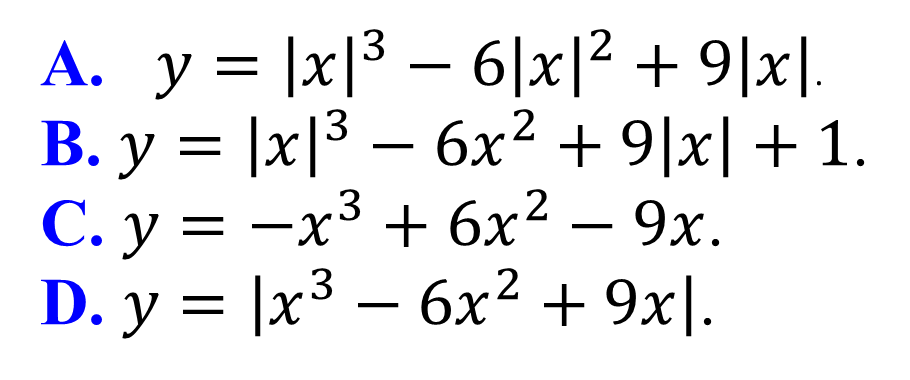 A. y = |x|³ − 6|x|² + 9|x|.
B. y = |x|³ − 6x² + 9|x| + 1.
C. y = −x³ + 6x² − 9x.
D. y = |x³ − 6x² + 9x|.